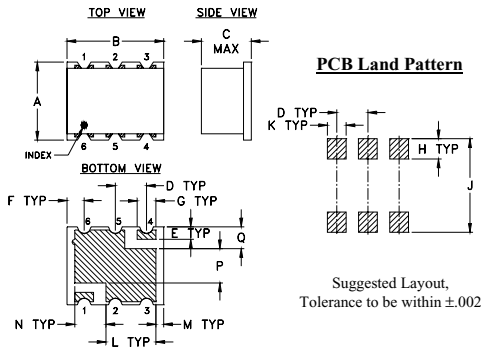 TOP VIEW
SIDE VIEW
B
C
MAX
1 2 3
A
6 5 4
INDEX
PCB Land Pattern
D TYP
K TYP
H TYP
J
BOTTOM VIEW
F TYP
D TYP
G TYP
6 5 4
E TYP
Q
P
1 2 3
N TYP
M TYP
L TYP
Suggested Layout,
Tolerance to be within ±.002